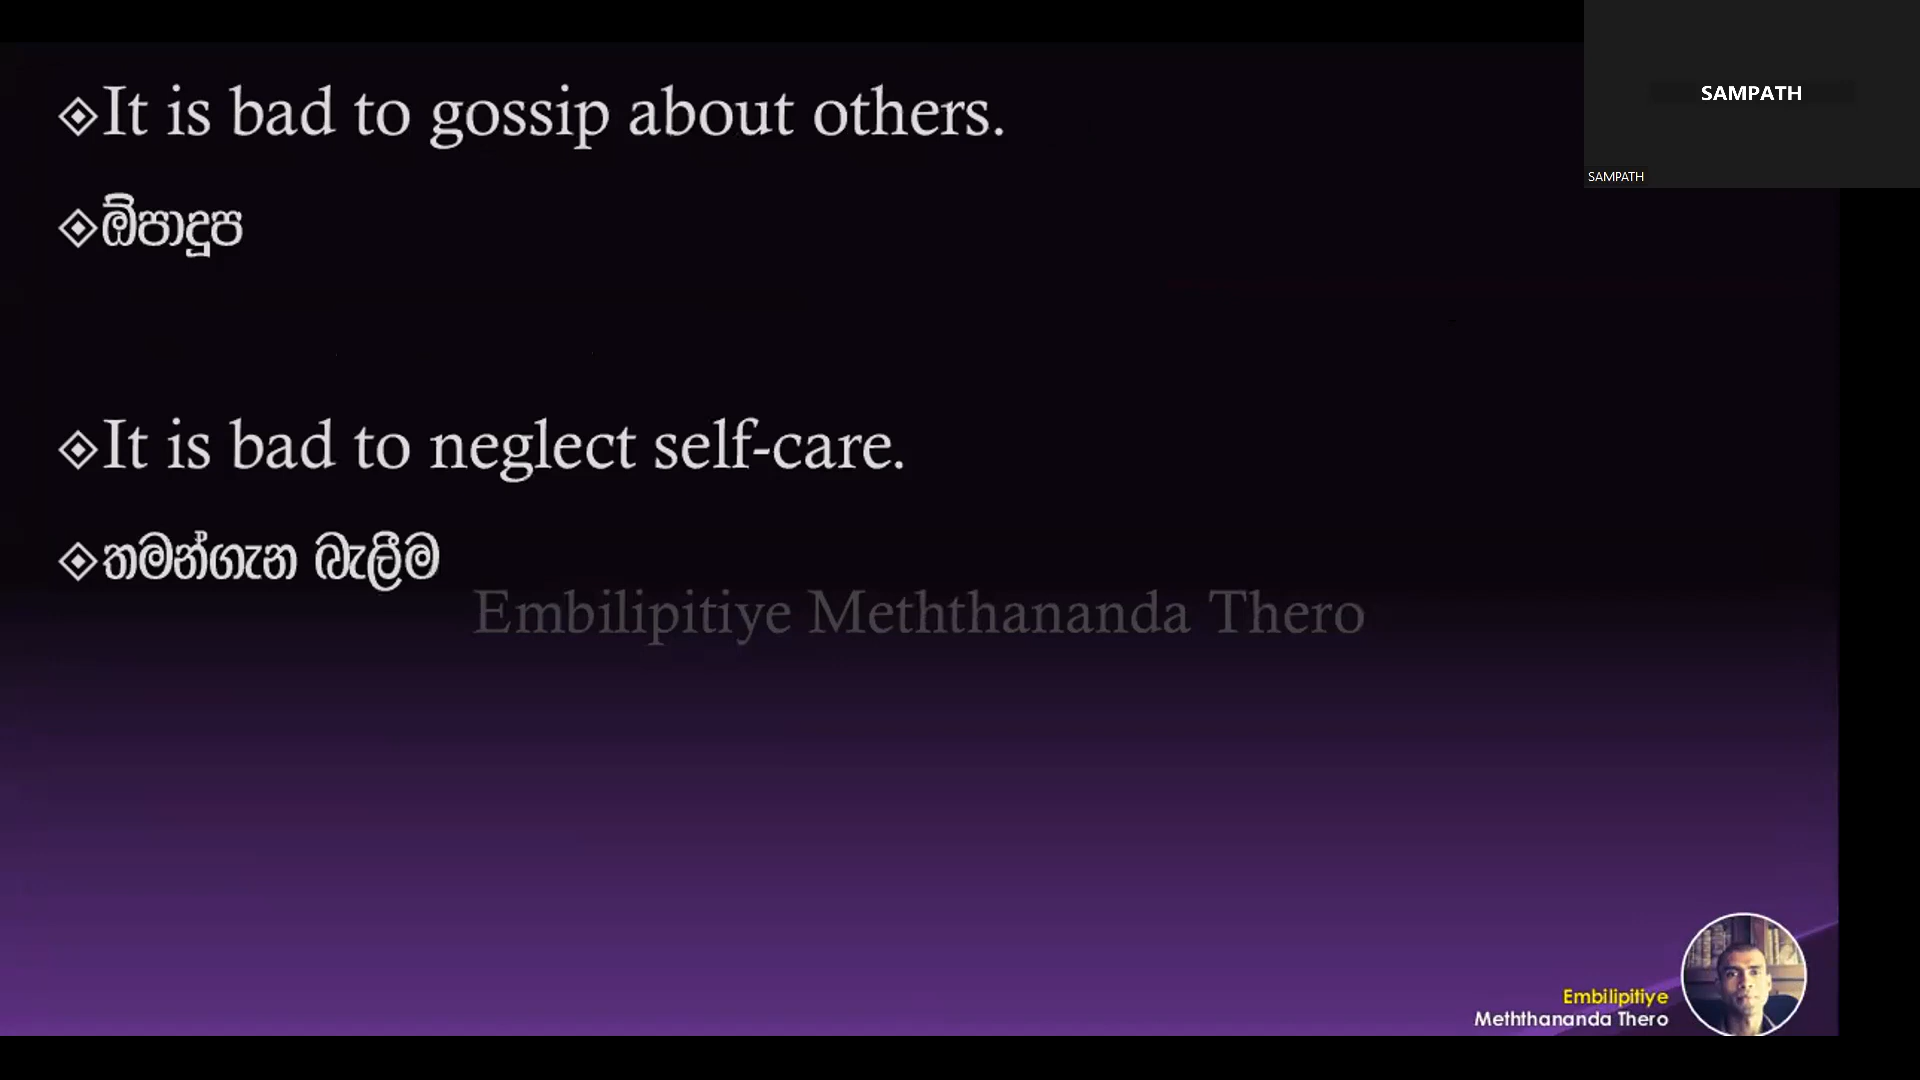 It is bad to gossip about others.
ඕපාදූප
It is bad to neglect self-care.
තමන්ගැන බැලීම
Embilipitiye Meththananda Thero
SAMPATH
SAMPATH
Embilipitiye
Meththananda Thero